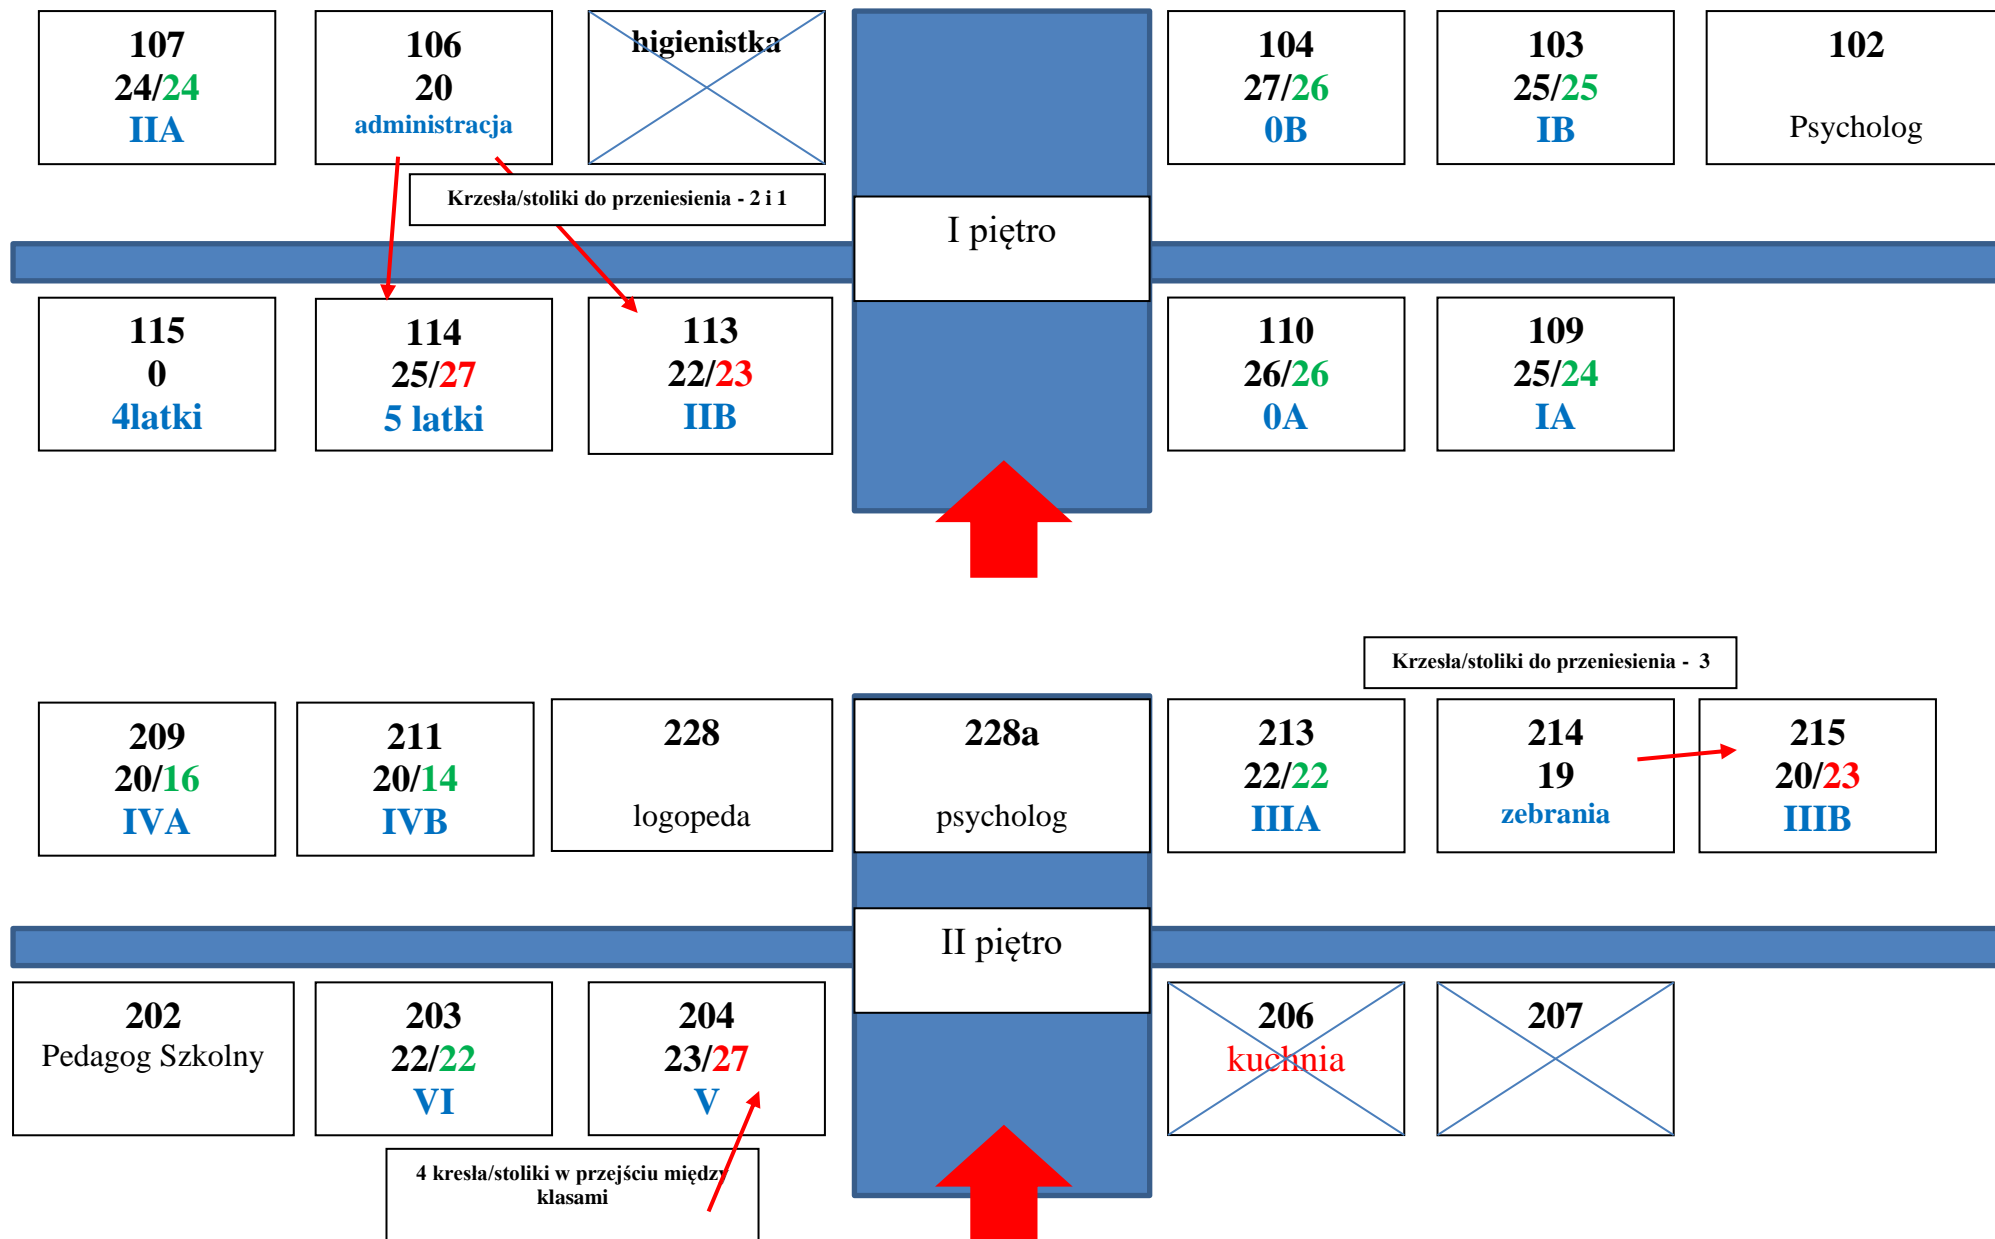 107
24/24
IIA
106
20
administracja
higienistka
104
27/26
0B
103
25/25
IB
102
Psycholog
Krzesła/stoliki do przeniesienia - 2 i 1
I piętro
115
0
4latki
114
25/27
5 latki
113
22/23
IIB
110
26/26
0A
109
25/24
IA
Krzesła/stoliki do przeniesienia - 3
209
20/16
IVA
211
20/14
IVB
228
logopeda
228a
psycholog
213
22/22
IIIA
214
19
zebrania
215
20/23
IIIB
II piętro
202
Pedagog Szkolny
203
22/22
VI
204
23/27
V
206
kuchnia
207
4 kresła/stoliki w przejściu między
klasami